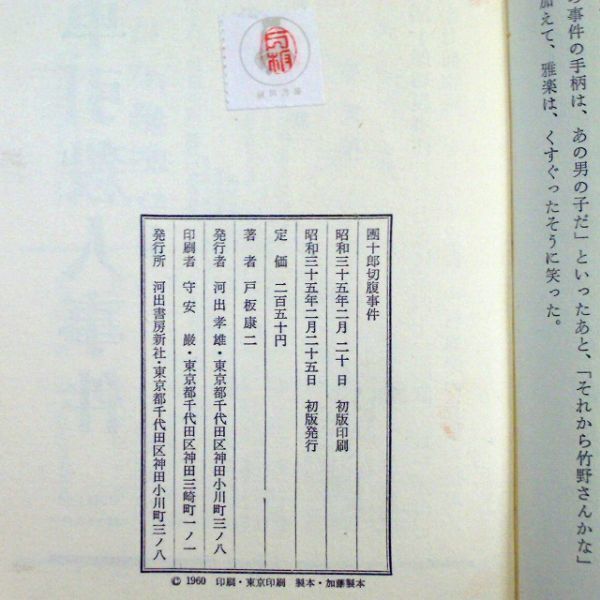 の事件の手柄は、あの男の子だ」といったあと、「それから竹野さんかな」
加えて、雅楽は、くすぐったそうに笑った。
戸板
團十郎切腹事件
昭和三十五年二月二十日 初版印刷
昭和三十五年二月二十五日 初版発行
定価 二百五十円
著者 戸板康二
発行者 河出孝雄・東京都千代田区神田小川町三ノ八
印刷者 守安 巌・東京都千代田区神田三崎町一ノ一
発行所 河出書房新社・東京都千代田区神田小川町三ノ八
© 1960 印刷・東京印刷 製本・加藤製本